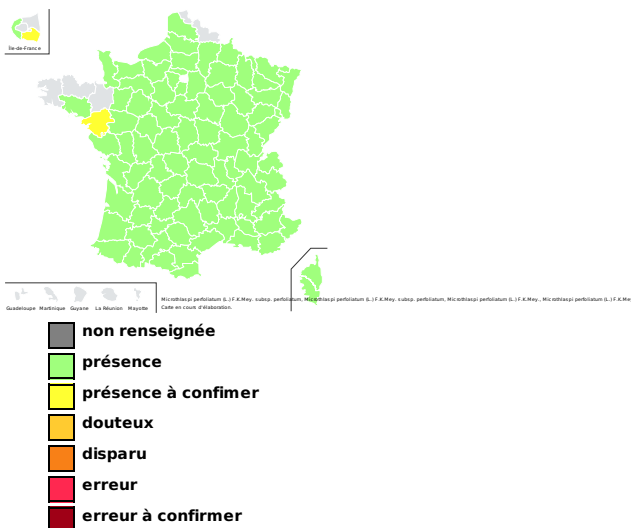 Île-de-France
Guadeloupe Martinique Guyane La Réunion Mayotte
Microthlaspi perfoliatum (L.) F.K.Mey. subsp. perfoliatum, Microthlaspi perfoliatum (L.) F.K.Mey. subsp. perfoliatum, Microthlaspi perfoliatum (L.) F.K.Mey., Microthlaspi perfoliatum (L.) F.K.Me
Carte en cours d'élaboration.
non renseignée
présence
présence à confimer
douteux
disparu
erreur
erreur à confirmer